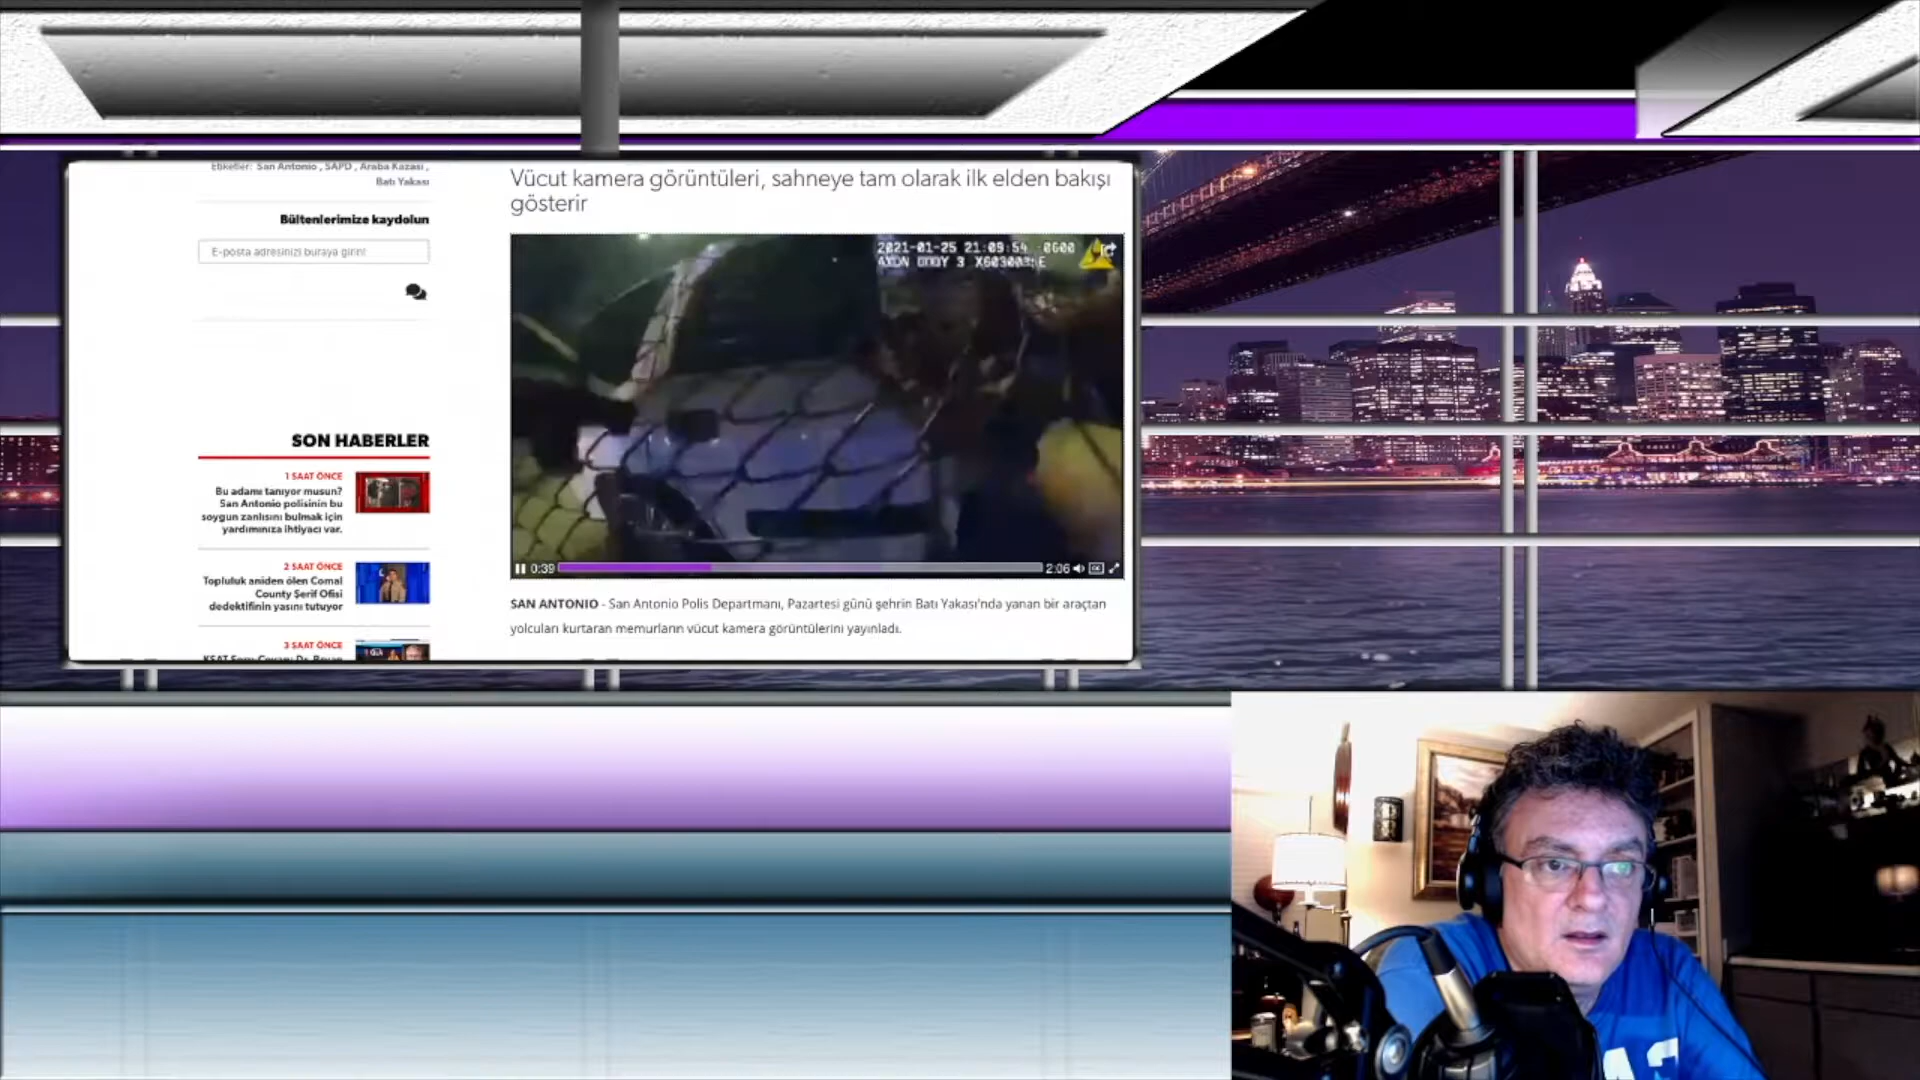 Etiketler: San Antonio , SAPD , Araba Kazası ,
Batı Yakası
Bültenlerimize kaydolun
E-posta adresinizi buraya girin!
SON HABERLER
1 SAAT ÖNCE
Bu adamı tanıyor musun?
San Antonio polisinin bu
soygun zanlısını bulmak için
yardımınıza ihtiyacı var.
2 SAAT ÖNCE
Topluluk aniden ölen Comal
County Şerif Ofisi
dedektifinin yasını tutuyor
3 SAAT ÖNCE
Vücut kamera görüntüleri, sahneye tam olarak ilk elden bakışı
gösterir
2021-01-25 21:09:54 -0600
AXON BODY 3
0:39
2:06
SAN ANTONIO - San Antonio Polis Departmanı, Pazartesi günü şehrin Batı Yakası'nda yanan bir araçtan
yolcuları kurtaran memurların vücut kamera görüntülerini yayınladı.